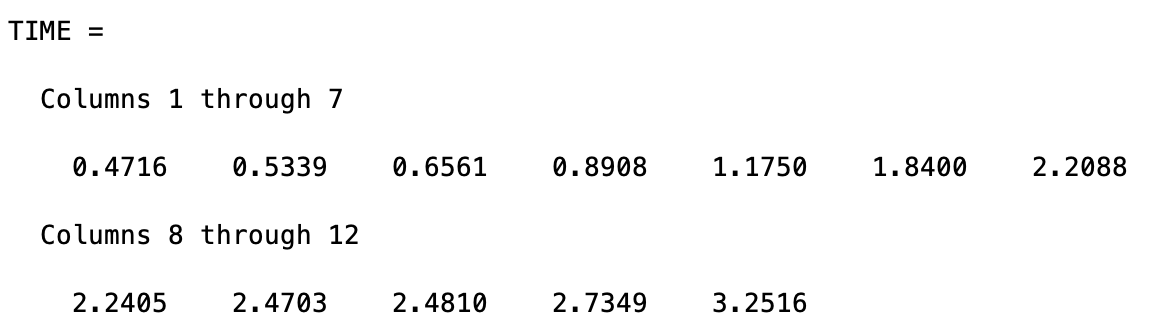 TIME =
Columns 1 through 7
0.4716 0.5339 0.6561 0.8908 1.1750 1.8400 2.2088
Columns 8 through 12
2.2405 2.4703 2.4810 2.7349 3.2516